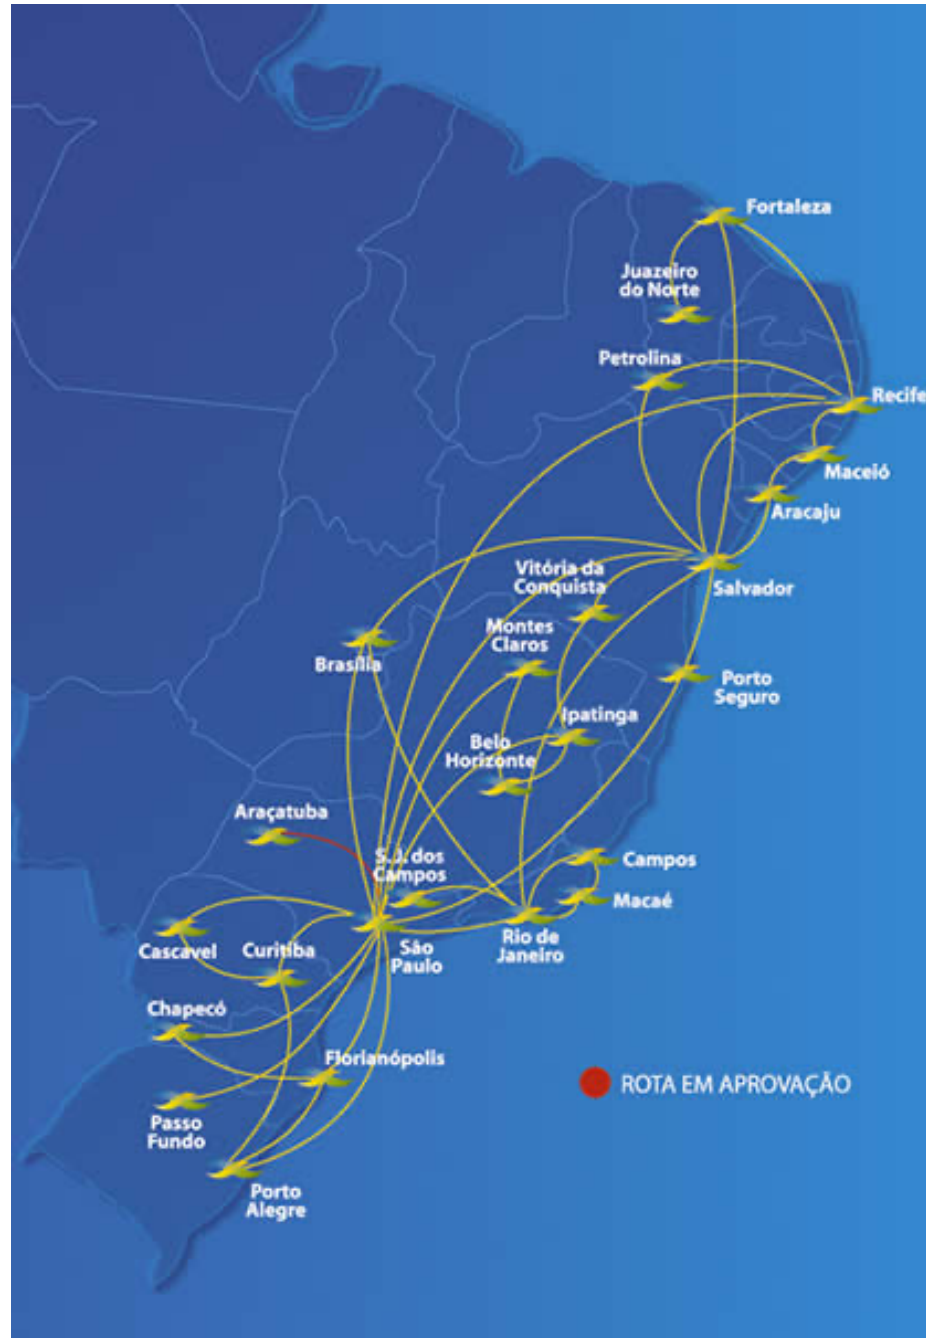 Fortaleza
Juazeiro
do Norte
Petrolina
Recife
Maceió
Aracaju
Vitória da
Conquista
Salvador
Montes
Claros
Brasília
Porto
Seguro
Ipatinga
Belo
Horizonte
Araçatuba
S. J. dos
Campos
Campos
Macaé
Cascavel
Curitiba
São
Paulo
Rio de
Janeiro
Chapecó
Florianópolis
ROTA EM APROVAÇÃO
Passo
Fundo
Porto
Alegre